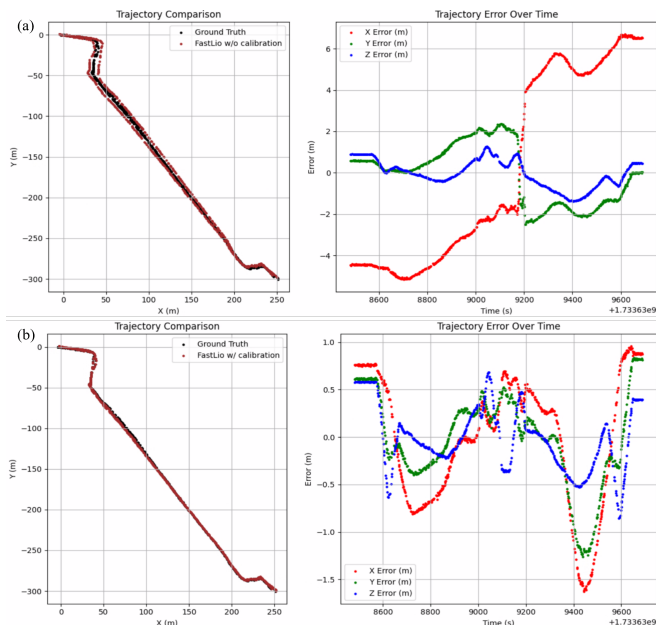 (a)
Trajectory Comparison
Ground Truth
FastLio w/o calibration
0
−50
−100
−150
−200
−250
−300
Y (m)
0
50
100
150
200
250
X (m)
Trajectory Error Over Time
X Error (m)
Y Error (m)
Z Error (m)
6
4
2
0
−2
−4
Error (m)
8600
8800
9000
9200
9400
9600
Time (s)
+1.73363e9
(b)
Trajectory Comparison
Ground Truth
FastLio w/ calibration
0
−50
−100
−150
−200
−250
−300
Y (m)
0
50
100
150
200
250
X (m)
Trajectory Error Over Time
1.0
0.5
0.0
−0.5
−1.0
−1.5
Error (m)
X Error (m)
Y Error (m)
Z Error (m)
8400
8600
8800
9000
9200
9400
9600
Time (s)
+1.73363e9